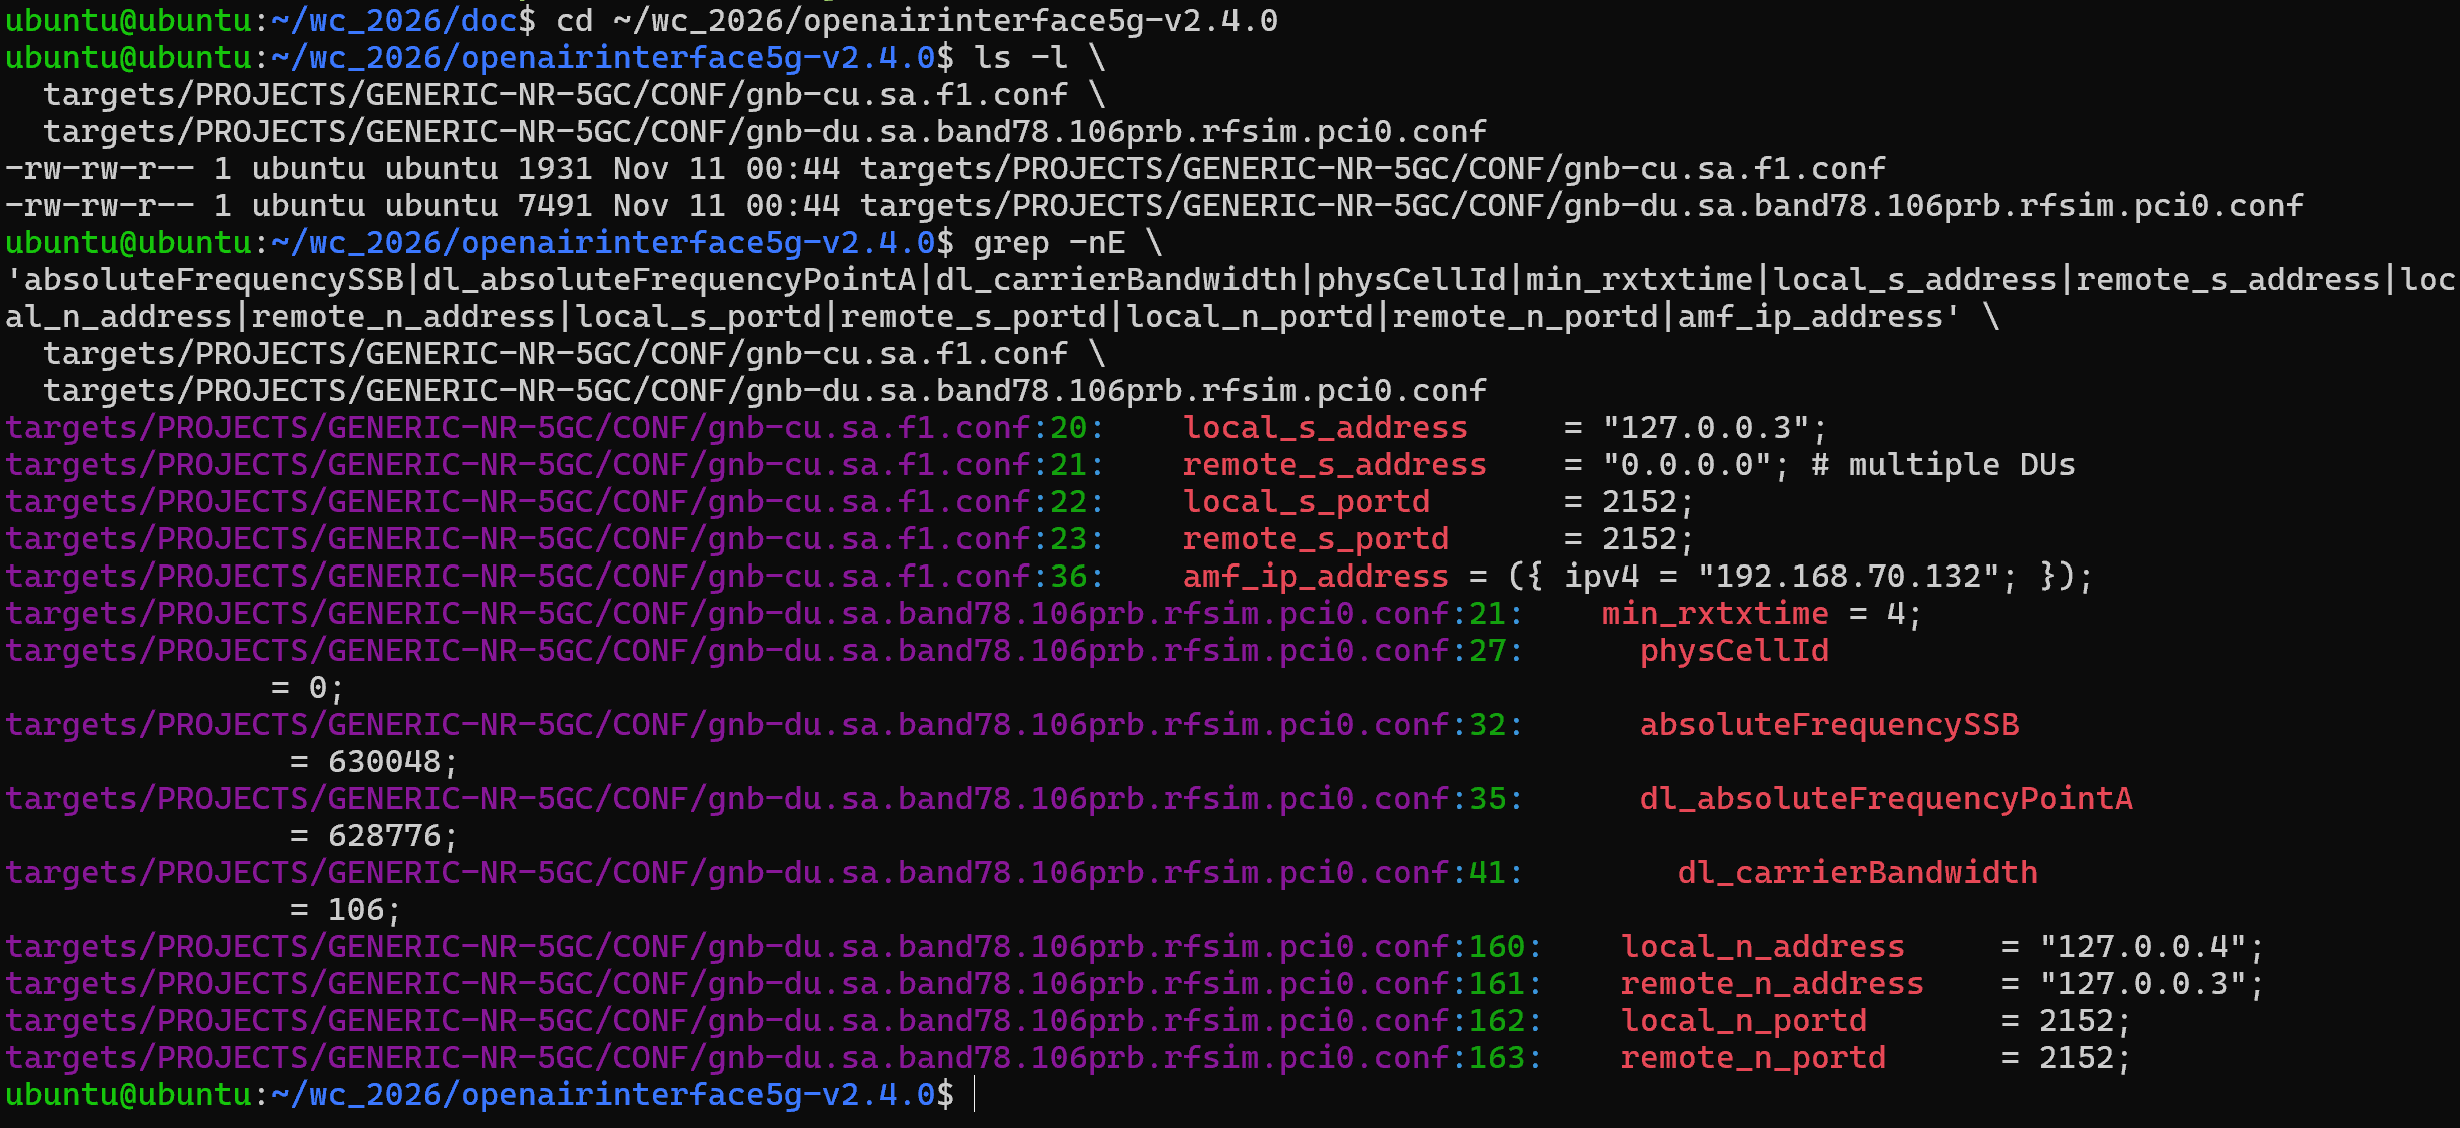 ubuntu@ubuntu:~/wc_2026/doc$ cd ~/wc_2026/openairinterface5g-v2.4.0
ubuntu@ubuntu:~/wc_2026/openairinterface5g-v2.4.0$ ls -l \
  targets/PROJECTS/GENERIC-NR-5GC/CONF/gnb-cu.sa.f1.conf \
  targets/PROJECTS/GENERIC-NR-5GC/CONF/gnb-du.sa.band78.106prb.rfsim.pci0.conf
-rw-rw-r-- 1 ubuntu ubuntu 1931 Nov 11 00:44 targets/PROJECTS/GENERIC-NR-5GC/CONF/gnb-cu.sa.f1.conf
-rw-rw-r-- 1 ubuntu ubuntu 7491 Nov 11 00:44 targets/PROJECTS/GENERIC-NR-5GC/CONF/gnb-du.sa.band78.106prb.rfsim.pci0.conf
ubuntu@ubuntu:~/wc_2026/openairinterface5g-v2.4.0$ grep -nE \
'absoluteFrequencySSB|dl_absoluteFrequencyPointA|dl_carrierBandwidth|physCellId|min_rxtxtime|local_s_address|remote_s_address|loc
al_n_address|remote_n_address|local_s_portd|remote_s_portd|local_n_portd|remote_n_portd|amf_ip_address' \
  targets/PROJECTS/GENERIC-NR-5GC/CONF/gnb-cu.sa.f1.conf \
  targets/PROJECTS/GENERIC-NR-5GC/CONF/gnb-du.sa.band78.106prb.rfsim.pci0.conf
targets/PROJECTS/GENERIC-NR-5GC/CONF/gnb-cu.sa.f1.conf:20:    local_s_address     = "127.0.0.3";
targets/PROJECTS/GENERIC-NR-5GC/CONF/gnb-cu.sa.f1.conf:21:    remote_s_address    = "0.0.0.0"; # multiple DUs
targets/PROJECTS/GENERIC-NR-5GC/CONF/gnb-cu.sa.f1.conf:22:    local_s_portd       = 2152;
targets/PROJECTS/GENERIC-NR-5GC/CONF/gnb-cu.sa.f1.conf:23:    remote_s_portd      = 2152;
targets/PROJECTS/GENERIC-NR-5GC/CONF/gnb-cu.sa.f1.conf:36:    amf_ip_address = ({ ipv4 = "192.168.70.132"; });
targets/PROJECTS/GENERIC-NR-5GC/CONF/gnb-du.sa.band78.106prb.rfsim.pci0.conf:21:    min_rxtxtime = 4;
targets/PROJECTS/GENERIC-NR-5GC/CONF/gnb-du.sa.band78.106prb.rfsim.pci0.conf:27:      physCellId
              = 0;
targets/PROJECTS/GENERIC-NR-5GC/CONF/gnb-du.sa.band78.106prb.rfsim.pci0.conf:32:      absoluteFrequencySSB
               = 630048;
targets/PROJECTS/GENERIC-NR-5GC/CONF/gnb-du.sa.band78.106prb.rfsim.pci0.conf:35:      dl_absoluteFrequencyPointA
               = 628776;
targets/PROJECTS/GENERIC-NR-5GC/CONF/gnb-du.sa.band78.106prb.rfsim.pci0.conf:41:        dl_carrierBandwidth
               = 106;
targets/PROJECTS/GENERIC-NR-5GC/CONF/gnb-du.sa.band78.106prb.rfsim.pci0.conf:160:    local_n_address     = "127.0.0.4";
targets/PROJECTS/GENERIC-NR-5GC/CONF/gnb-du.sa.band78.106prb.rfsim.pci0.conf:161:    remote_n_address    = "127.0.0.3";
targets/PROJECTS/GENERIC-NR-5GC/CONF/gnb-du.sa.band78.106prb.rfsim.pci0.conf:162:    local_n_portd       = 2152;
targets/PROJECTS/GENERIC-NR-5GC/CONF/gnb-du.sa.band78.106prb.rfsim.pci0.conf:163:    remote_n_portd      = 2152;
ubuntu@ubuntu:~/wc_2026/openairinterface5g-v2.4.0$